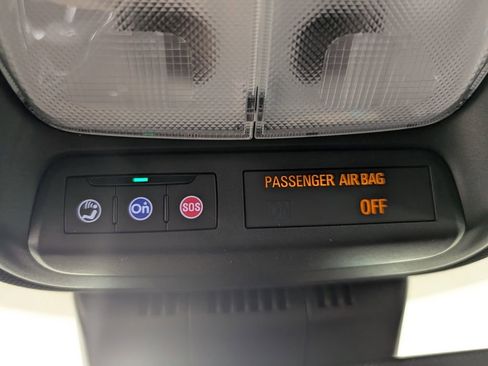 PASSENGER AIR BAG
OFF
On
SOS